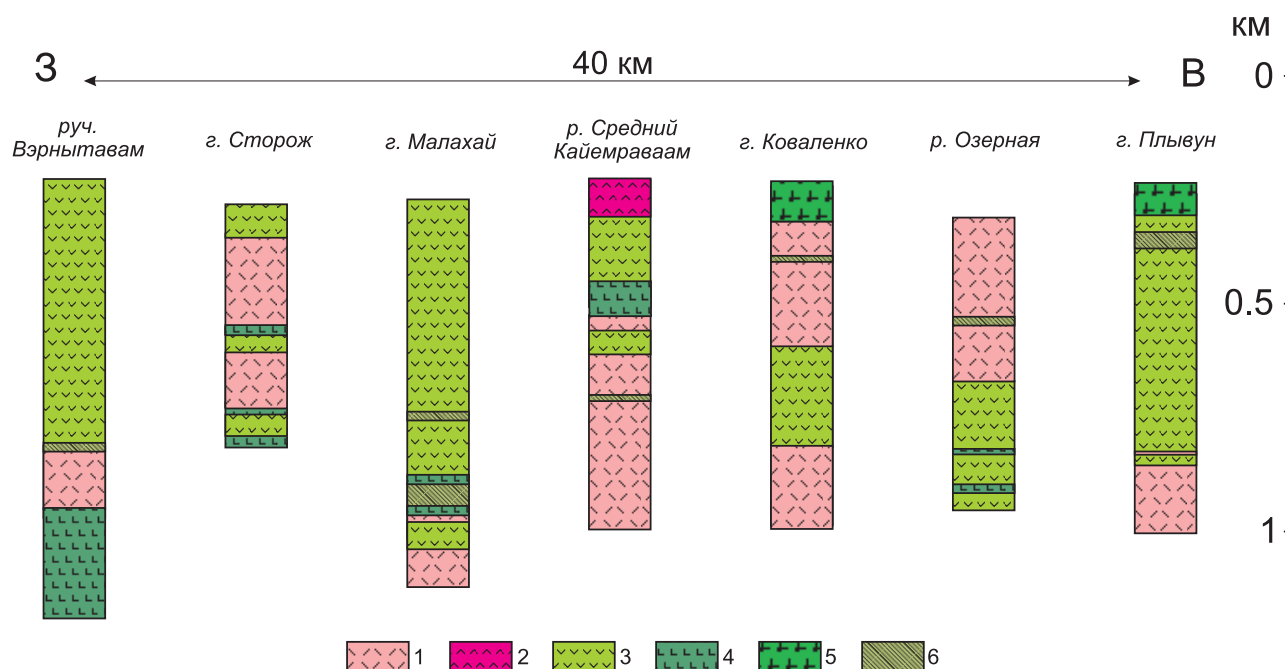 км
З
40 км
В
0
руч.
Вэрнытавам
г. Сторож
г. Малахай
р. Средний
Кайемраваам
г. Коваленко
р. Озерная
г. Плывун
0.5
1
1
2
3
4
5
6